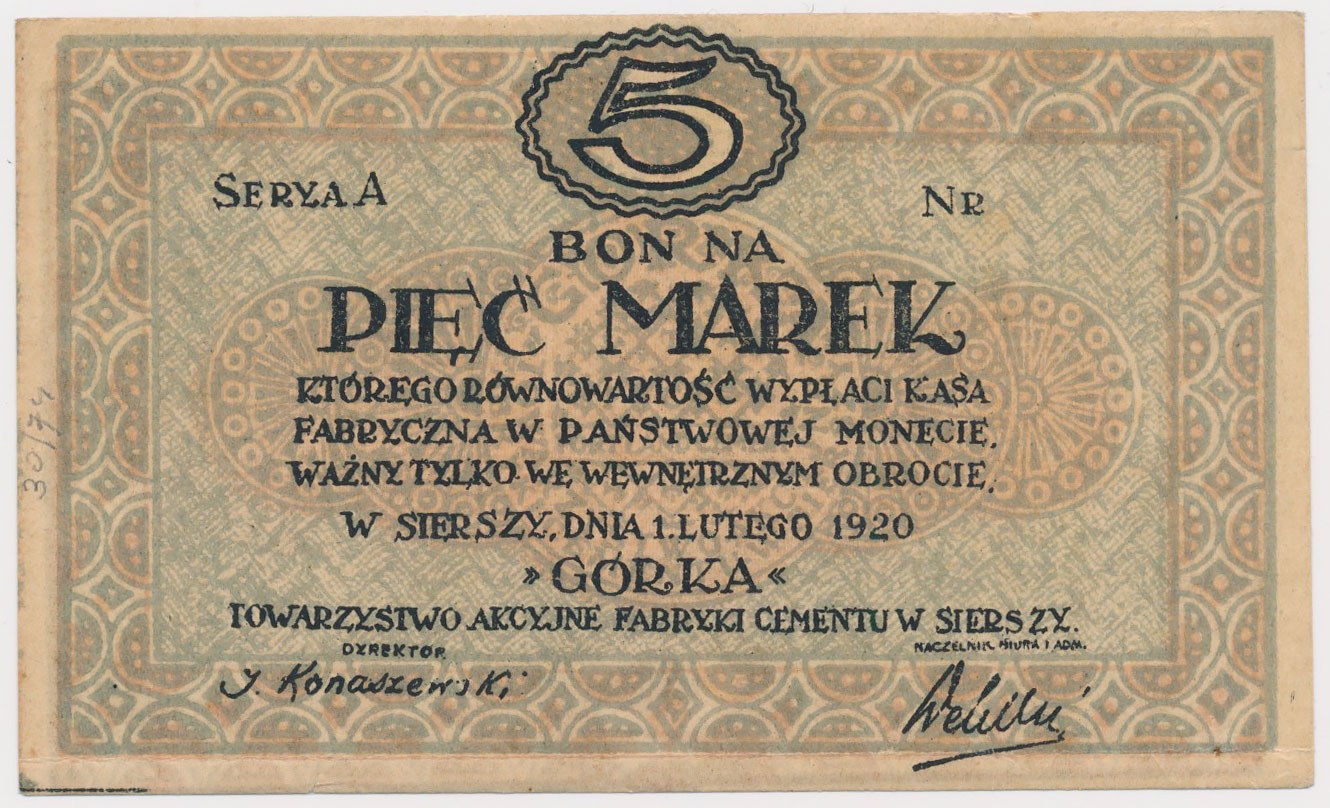 5
SERYA A
NR
BON NA
PIĘĆ MAREK
KTÓREGO RÓWNOWARTOŚĆ WYPŁACI KASA
FABRYCZNA W PAŃSTWOWEJ MONECIE,
WAŻNY TYLKO WE WEWNĘTRZNYM OBROCIE,
W SIERSZY, DNIA 1. LUTEGO 1920
» GÓRKA «
TOWARZYSTWO AKCYJNE FABRYKI CEMENTU W SIERSZY.
DYREKTOR
NACZELNIK BIURA I ADM.
J. Konaszewski
30/74